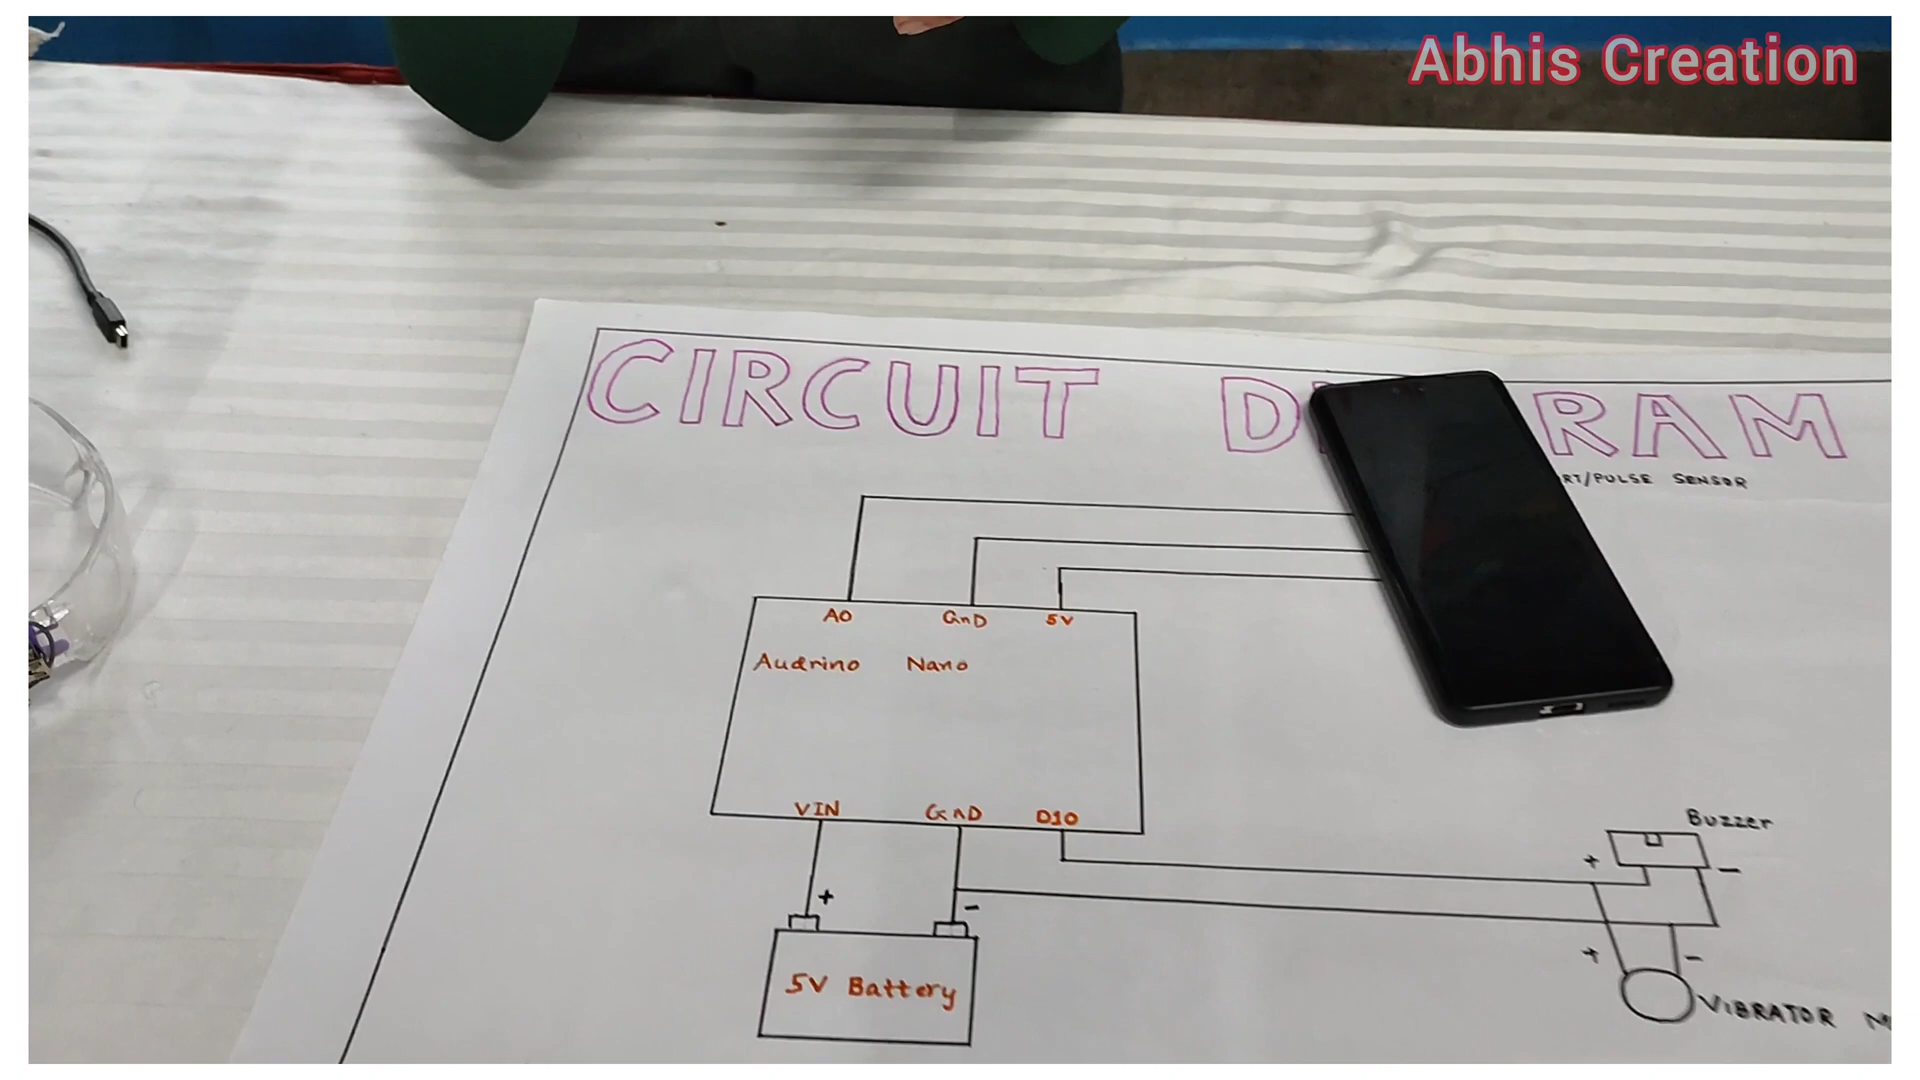 Abhis Creation
CIRCUIT D RAM
RT/PULSE SENSOR
A0 GnD 5V
Audrino Nano
VIN GND D10
Buzzer
+ -
+ -
+ -
5V Battery
VIBRATOR M